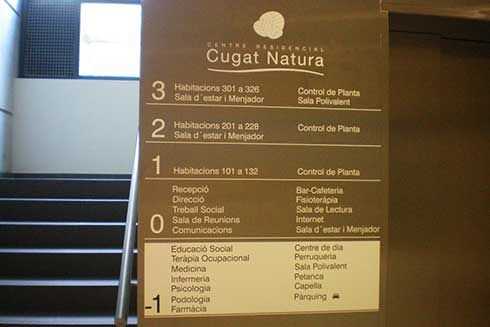 CENTRE RESIDENCIAL
Cugat Natura
3 Habitacions 301 a 326 Control de Planta
Sala d´estar i Menjador Sala Polivalent
2 Habitacions 201 a 228 Control de Planta
Sala d´estar i Menjador
1 Habitacions 101 a 132 Control de Planta
0
Recepció Bar-Cafeteria
Direcció Fisioteràpia
Treball Social Sala de Lectura
Sala de Reunions Internet
Comunicacions Sala d´estar i Menjador
-1
Educació Social Centre de dia
Teràpia Ocupacional Perruqueria
Medicina Sala Polivalent
Infermeria Petanca
Psicologia Capella
Podologia Pàrquing
Farmàcia